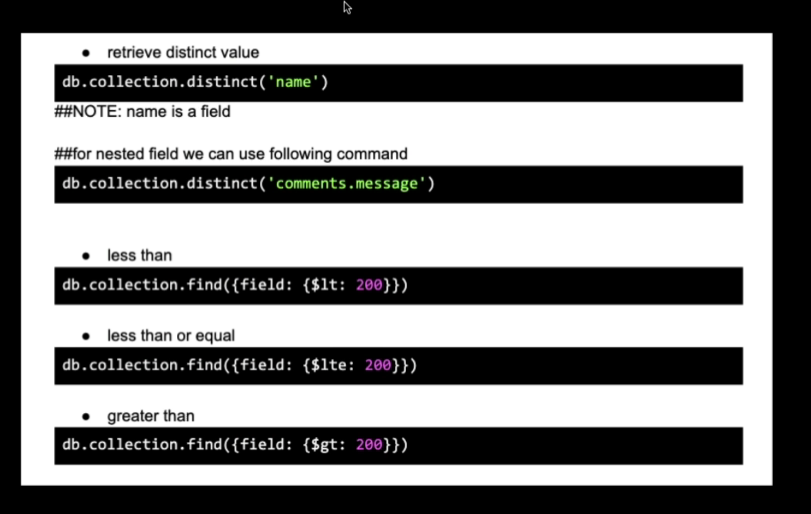 • retrieve distinct value
db.collection.distinct('name')
##NOTE: name is a field
##for nested field we can use following command
db.collection.distinct('comments.message')
• less than
db.collection.find({field: {$lt: 200}})
• less than or equal
db.collection.find({field: {$lte: 200}})
• greater than
db.collection.find({field: {$gt: 200}})